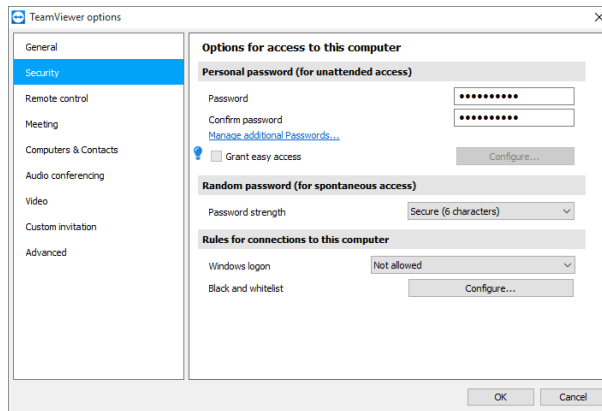 TeamViewer options
General
Security
Remote control
Meeting
Computers & Contacts
Audio conferencing
Video
Custom invitation
Advanced
Options for access to this computer
Personal password (for unattended access)
Password ••••••••••
Confirm password ••••••••••
Manage additional Passwords...
Grant easy access Configure...
Random password (for spontaneous access)
Password strength Secure (6 characters)
Rules for connections to this computer
Windows logon Not allowed
Black and whitelist Configure...
OK Cancel